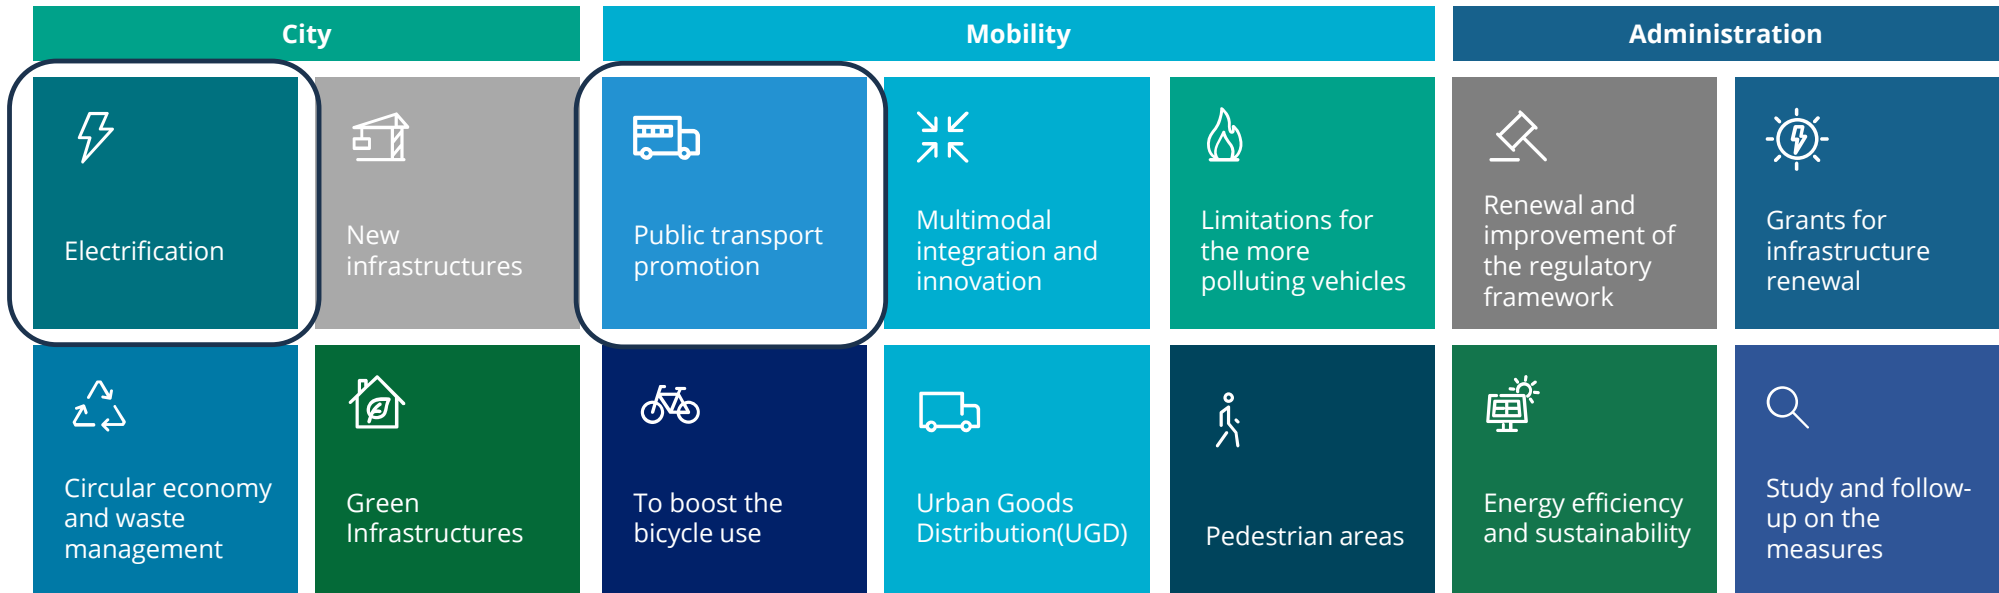 City
Mobility
Administration
Electrification
New
infrastructures
Public transport
promotion
Multimodal
integration and
innovation
Limitations for
the more
polluting vehicles
Renewal and
improvement of
the regulatory
framework
Grants for
infrastructure
renewal
Circular economy
and waste
management
Green
Infrastructures
To boost the
bicycle use
Urban Goods
Distribution(UGD)
Pedestrian areas
Energy efficiency
and sustainability
Study and follow-
up on the
measures